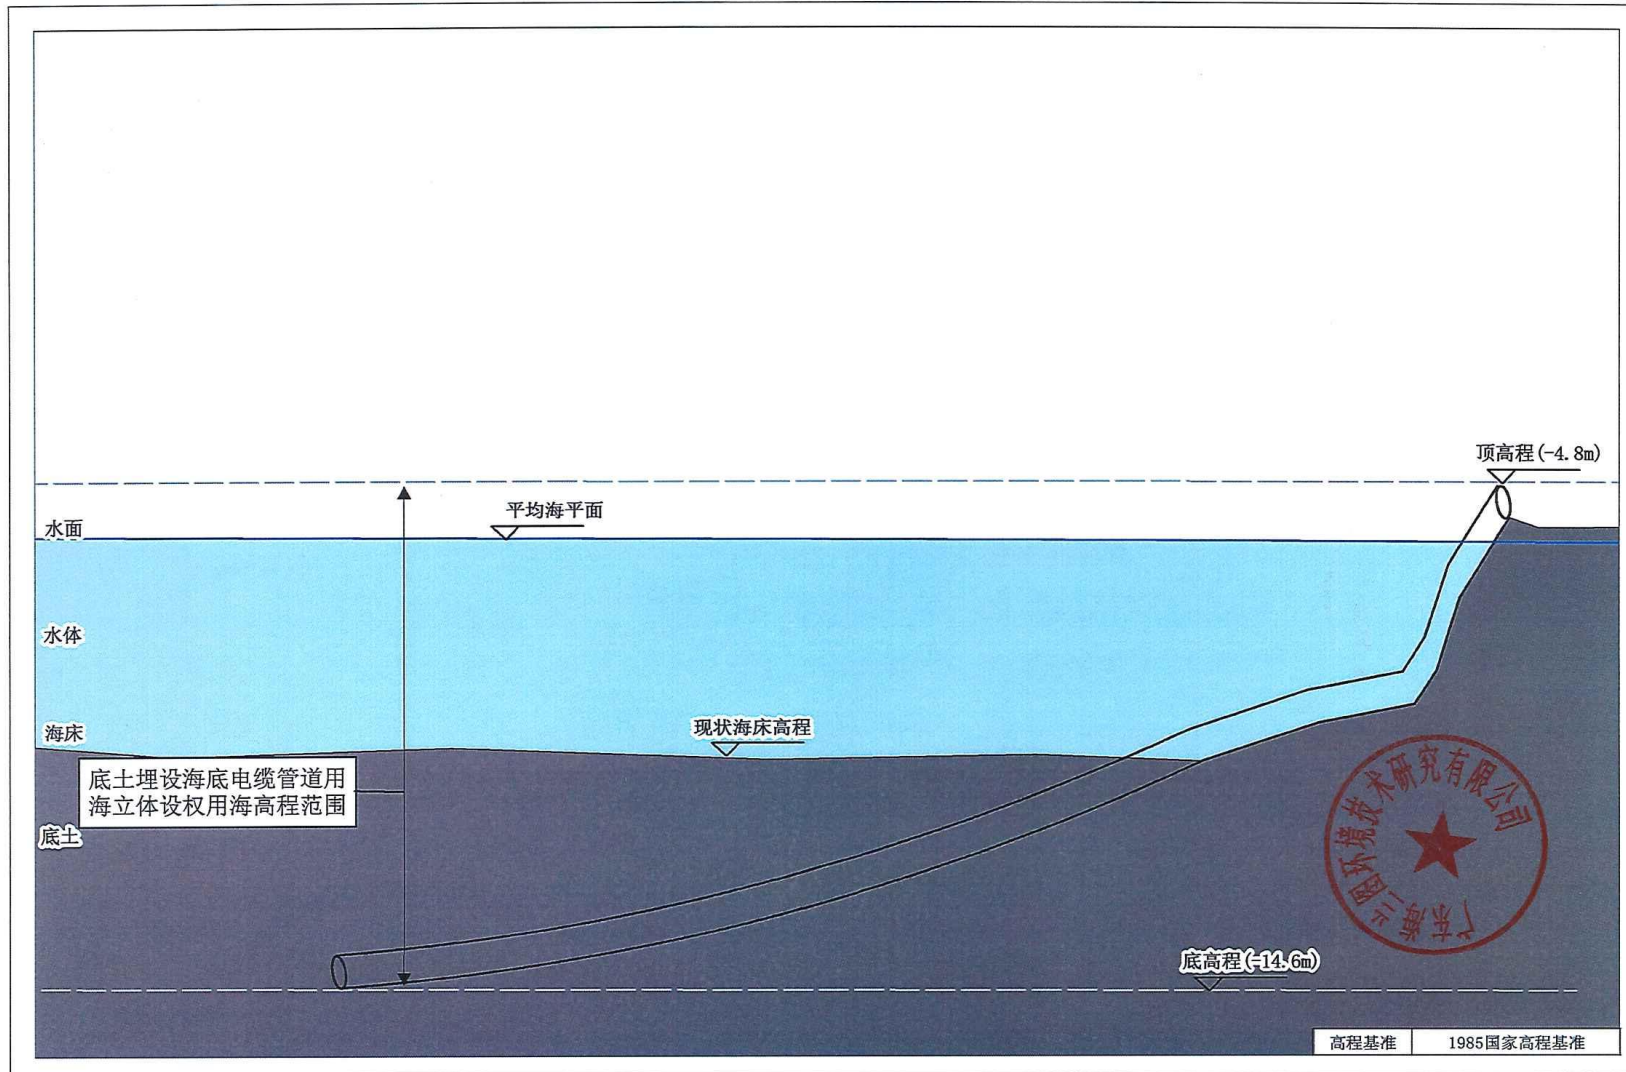 顶高程(-4.8m)
平均海平面
水面
水体
海床
现状海床高程
底土埋设海底电缆管道用
海立体设权用海高程范围
底土
广东海兰图环境技术研究有限公司
底高程(-14.6m)
高程基准
1985国家高程基准